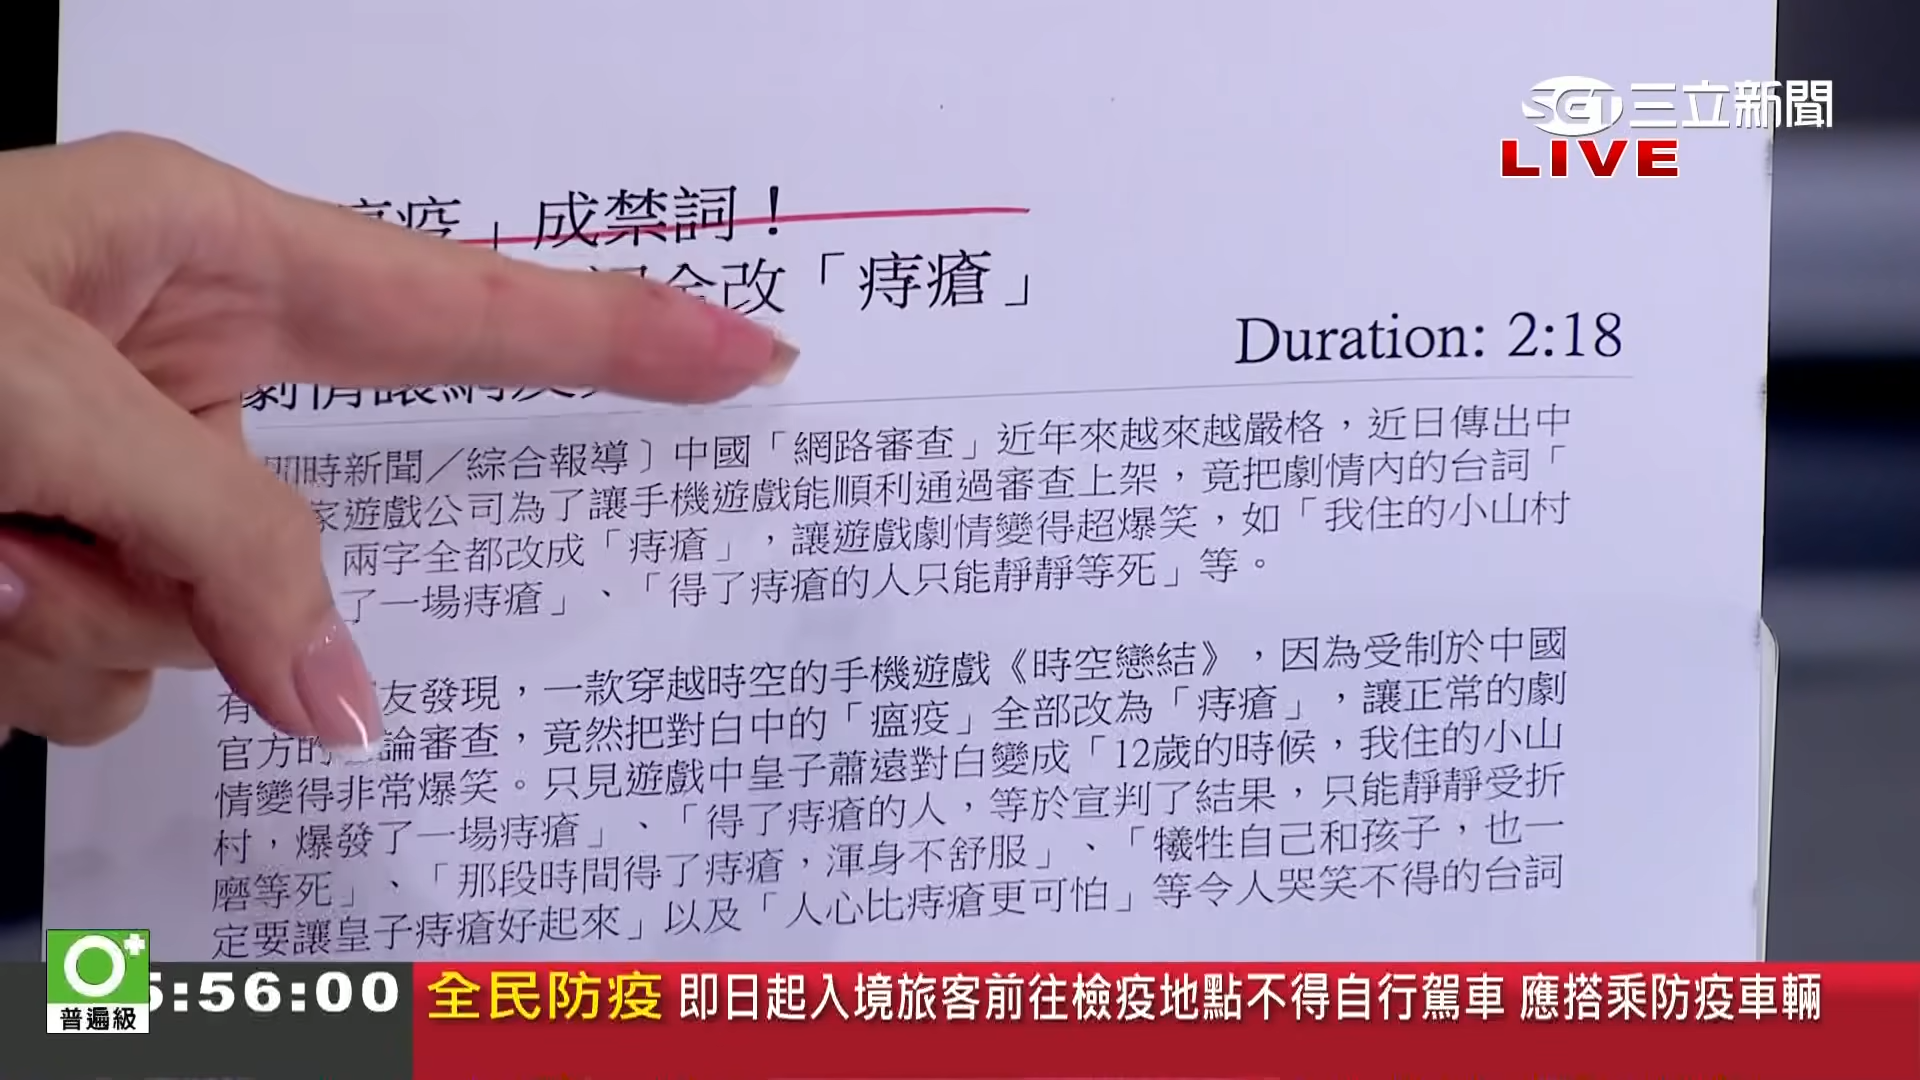 SET三立新聞
LIVE
疫」成禁詞！
全改「痔瘡」
Duration: 2:18
劇情讓網友
即時新聞／綜合報導〕中國「網路審查」近年來越來越嚴格，近日傳出中
家遊戲公司為了讓手機遊戲能順利通過審查上架，竟把劇情內的台詞「
兩字全都改成「痔瘡」，讓遊戲劇情變得超爆笑，如「我住的小山村
了一場痔瘡」、「得了痔瘡的人只能靜靜等死」等。
有 友發現，一款穿越時空的手機遊戲《時空戀結》，因為受制於中國
官方的 論審查，竟然把對白中的「瘟疫」全部改為「痔瘡」，讓正常的劇
情變得非常爆笑。只見遊戲中皇子蕭遠對白變成「12歲的時候，我住的小山
村，爆發了一場痔瘡」、「得了痔瘡的人，等於宣判了結果，只能靜靜受折
磨等死」、「那段時間得了痔瘡，渾身不舒服」、「犧牲自己和孩子，也一
定要讓皇子痔瘡好起來」以及「人心比痔瘡更可怕」等令人哭笑不得的台詞
5:56:00
普遍級
全民防疫 即日起入境旅客前往檢疫地點不得自行駕車 應搭乘防疫車輛